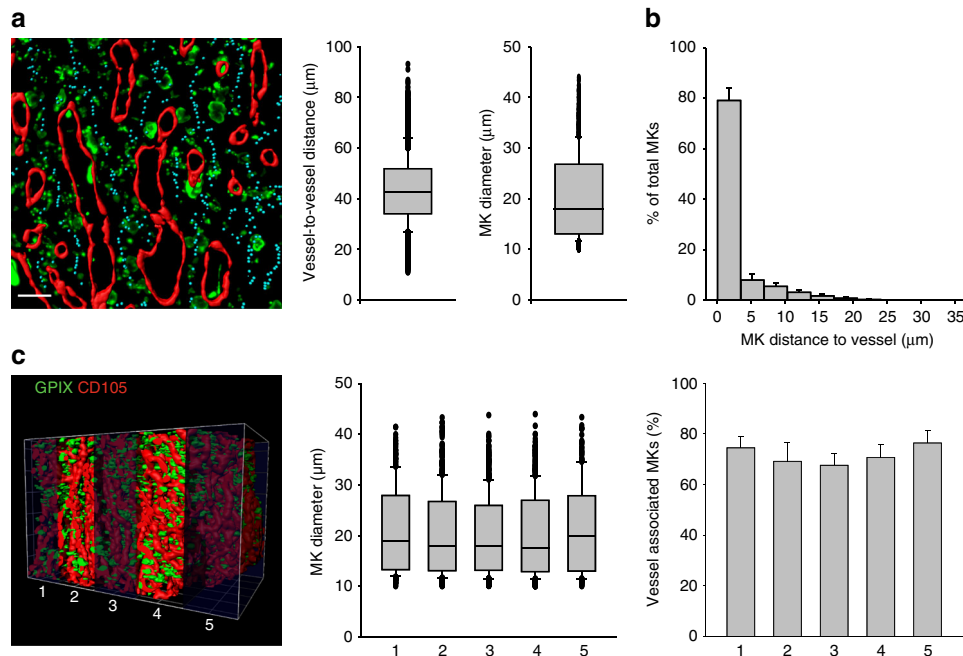 a
b
100
80
60
40
20
0
Vessel-to-vessel distance (μm)
50
40
30
20
10
0
MK diameter (μm)
100
80
60
40
20
0
% of total MKs
0 5 10 15 20 25 30 35
MK distance to vessel (μm)
c
GPIX CD105
1 2 3 4 5
50
40
30
20
10
0
MK diameter (μm)
1 2 3 4 5
100
80
60
40
20
0
Vessel associated MKs (%)
1 2 3 4 5